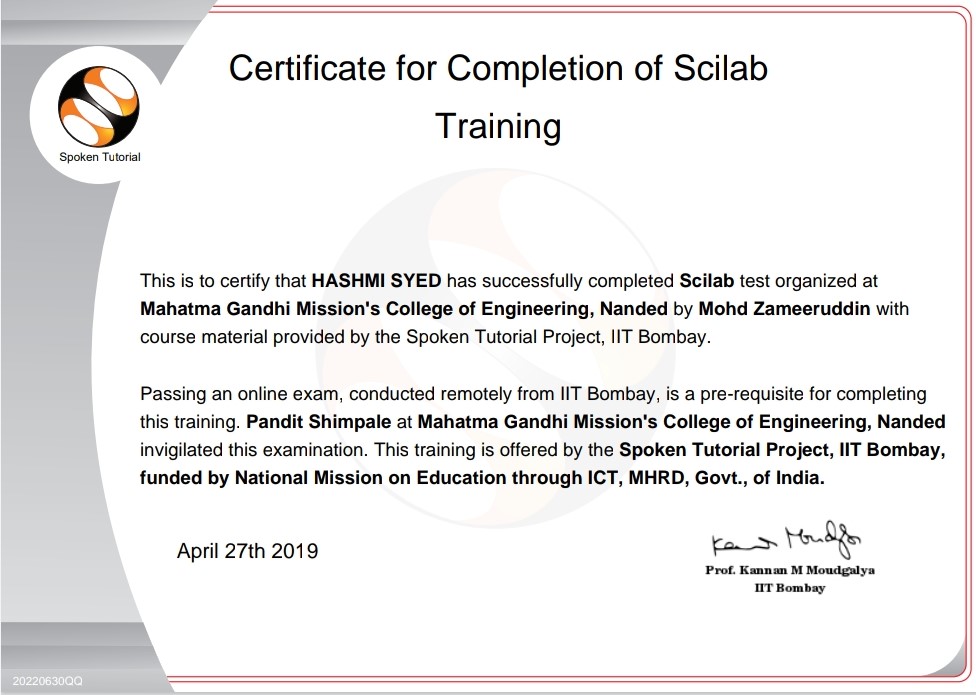 Certificate for Completion of Scilab
Training
Spoken Tutorial
This is to certify that HASHMI SYED has successfully completed Scilab test organized at
Mahatma Gandhi Mission's College of Engineering, Nanded by Mohd Zameeruddin with
course material provided by the Spoken Tutorial Project, IIT Bombay.
Passing an online exam, conducted remotely from IIT Bombay, is a pre-requisite for completing
this training. Pandit Shimpale at Mahatma Gandhi Mission's College of Engineering, Nanded
invigilated this examination. This training is offered by the Spoken Tutorial Project, IIT Bombay,
funded by National Mission on Education through ICT, MHRD, Govt., of India.
April 27th 2019
Prof. Kannan M Moudgalya
IIT Bombay
20220630QQ